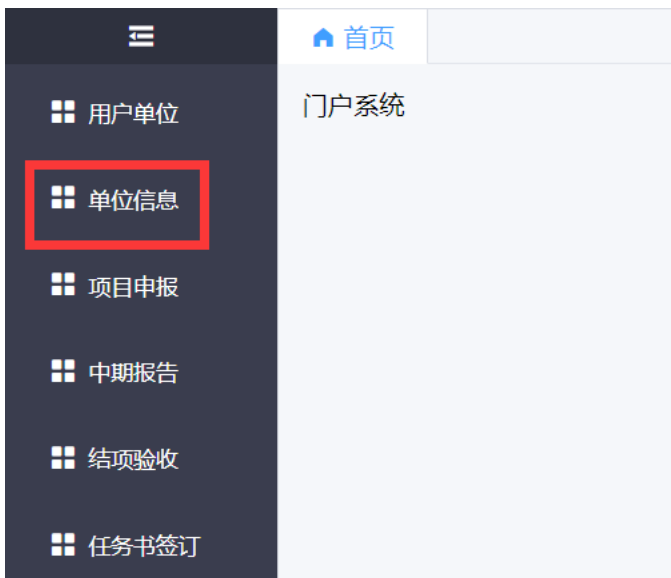 首页
门户系统
用户单位
单位信息
项目申报
中期报告
结项验收
任务书签订